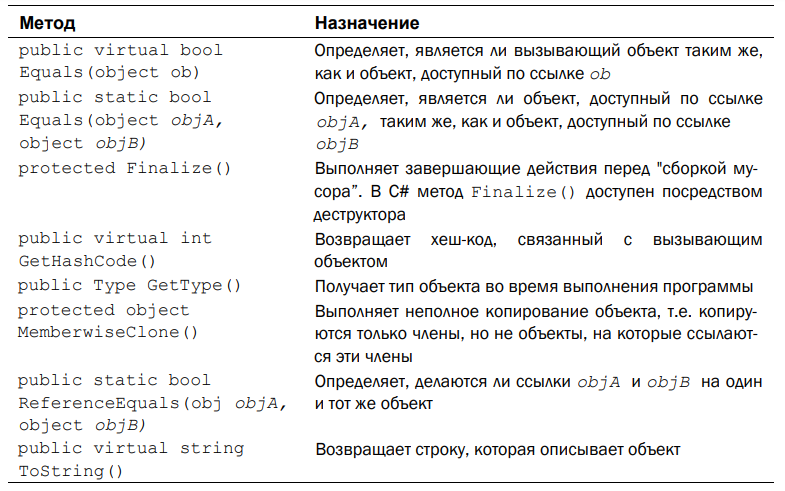 Метод Назначение
public virtual bool Определяет, является ли вызывающий объект таким же,
Equals(object ob) как и объект, доступный по ссылке ob
public static bool Определяет, является ли объект, доступный по ссылке
Equals(object objA, objA, таким же, как и объект, доступный по ссылке
object objB) objB
protected Finalize() Выполняет завершающие действия перед "сборкой му-
сора”. В C# метод Finalize() доступен посредством
деструктора
public virtual int Возвращает хеш-код, связанный с вызывающим
GetHashCode() объектом
public Type GetType() Получает тип объекта во время выполнения программы
protected object Выполняет неполное копирование объекта, т.е. копиру-
MemberwiseClone() ются только члены, но не объекты, на которые ссылают-
ся эти члены
public static bool Определяет, делаются ли ссылки objA и objB на один
ReferenceEquals(obj objA, и тот же объект
object objB)
public virtual string Возвращает строку, которая описывает объект
ToString()